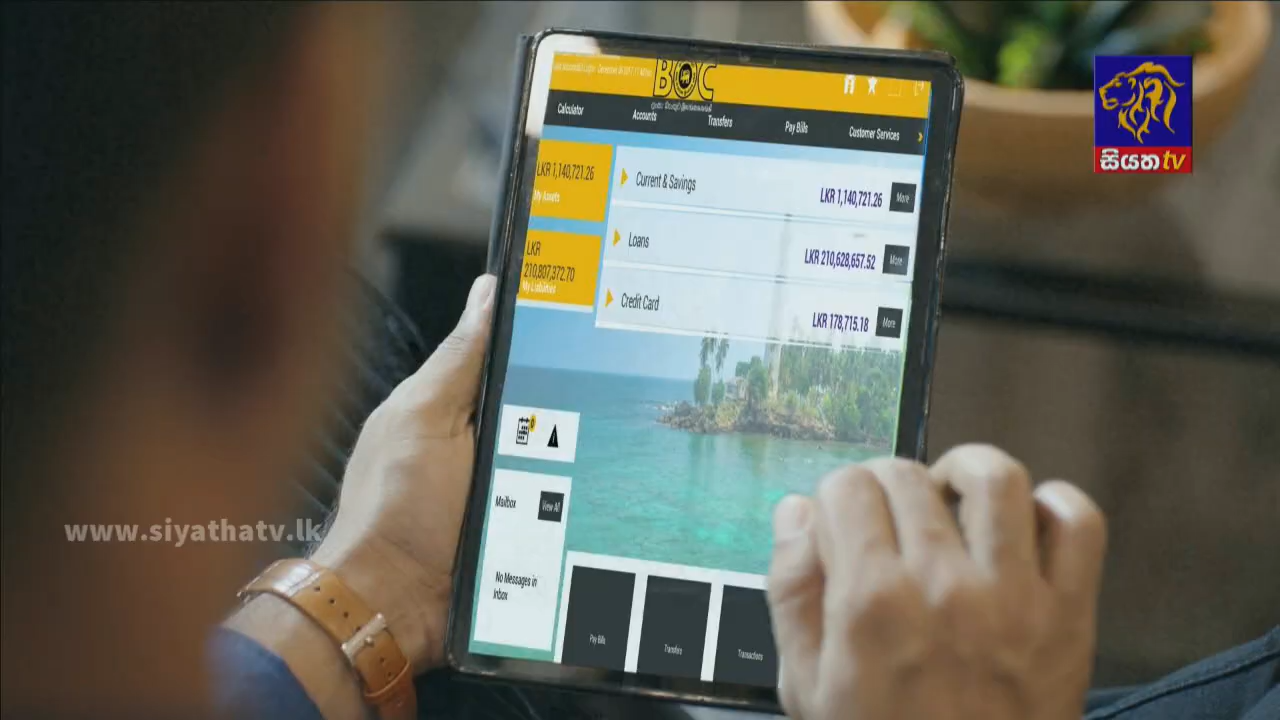 BOC
Calculator
Accounts
Transfers
Pay Bills
Customer Services
LKR 1,140,721.26
My Assets
Current & Savings
LKR 1,140,721.26
More
LKR
210,807,372.70
My Liabilities
Loans
LKR 210,628,657.52
More
Credit Card
LKR 178,715.18
More
0
Mailbox
View All
No Messages in
Inbox
Pay Bills
Transfers
Transactions
සියත tv
www.siyathatv.lk